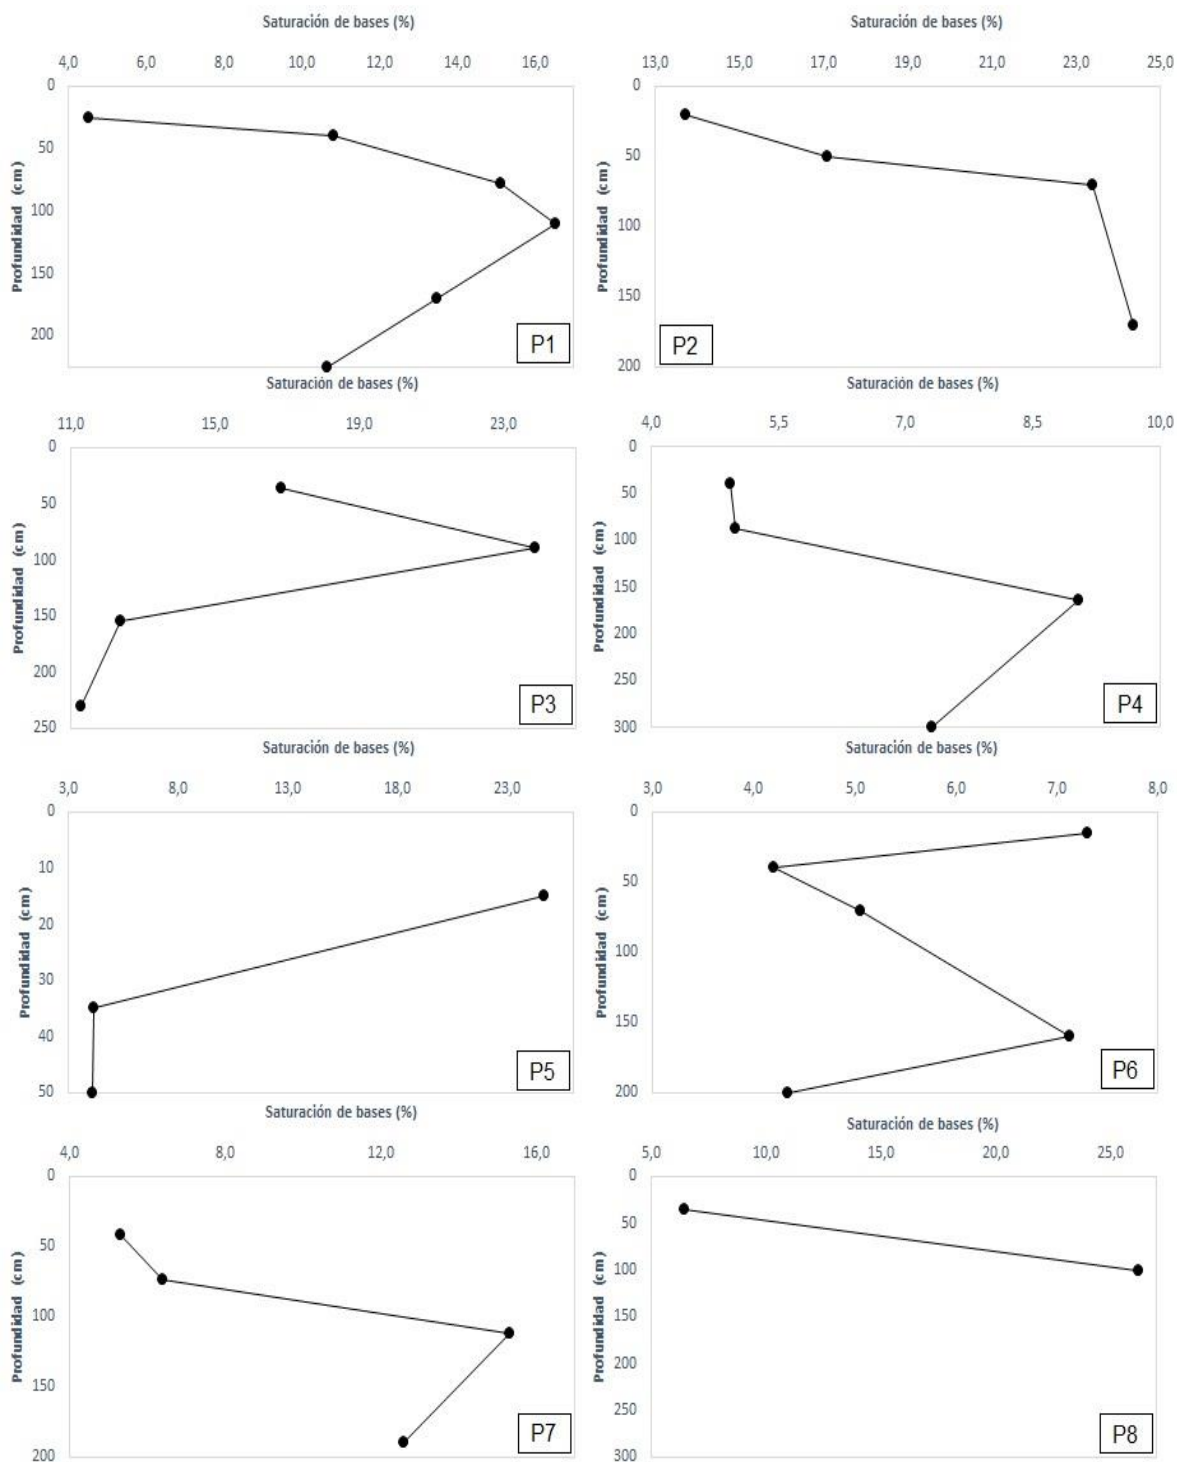 Saturación de bases (%)
4,0 6,0 10,0 12,0 14,0 16,0
0
50
100
150
200
Profundidad (cm)
P1
Saturación de bases (%)
13,0 15,0 17,0 19,0 21,0 23,0 25,0
0
50
100
150
200
Profundidad (cm)
P2
Saturación de bases (%)
11,0 15,0 19,0 23,0
0
50
100
150
200
250
Profundidad (cm)
P3
Saturación de bases (%)
4,0 5,5 7,0 8,5 10,0
0
50
100
150
200
300
Profundidad (cm)
P4
Saturación de bases (%)
3,0 8,0 13,0 18,0 23,0
0
10
20
30
40
50
Profundidad (cm)
P5
Saturación de bases (%)
3,0 4,0 5,0 6,0 7,0 8,0
0
50
100
150
200
Profundidad (cm)
P6
Saturación de bases (%)
4,0 8,0 12,0 16,0
0
50
100
150
200
Profundidad (cm)
P7
Saturación de bases (%)
5,0 10,0 15,0 20,0 25,0
0
50
100
150
200
250
300
Profundidad (cm)
P8